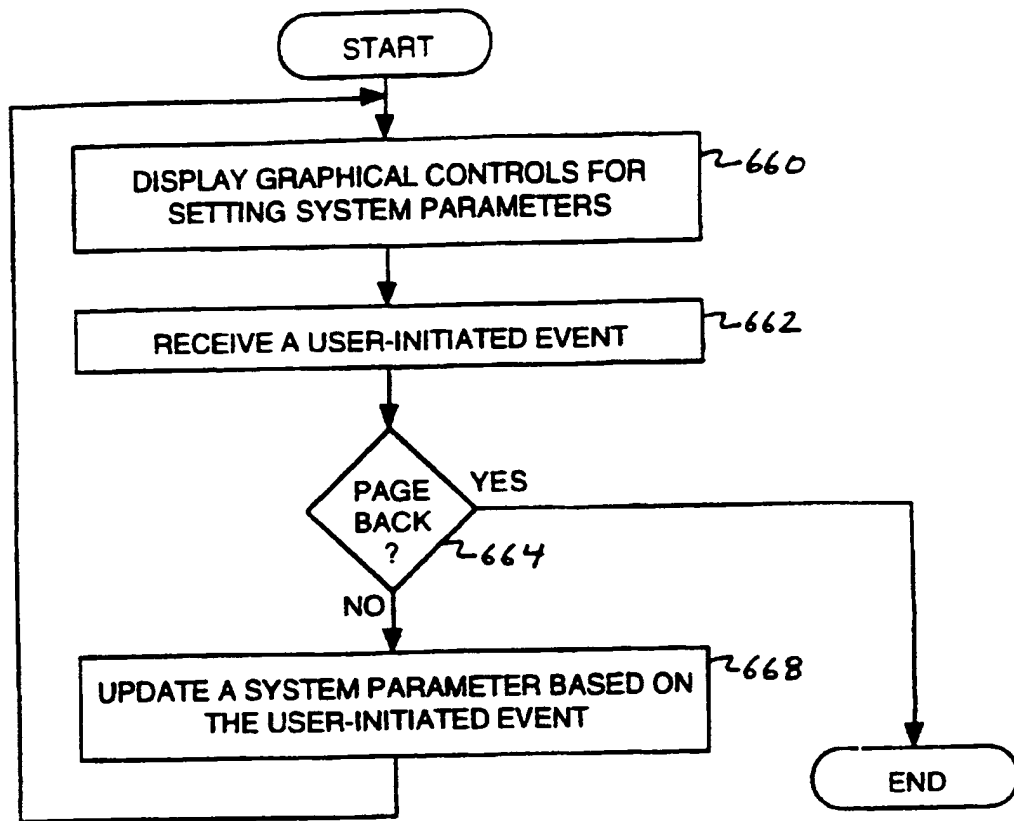 START
DISPLAY GRAPHICAL CONTROLS FOR
SETTING SYSTEM PARAMETERS
660
RECEIVE A USER-INITIATED EVENT
662
PAGE
BACK
?
YES
664
NO
UPDATE A SYSTEM PARAMETER BASED ON
THE USER-INITIATED EVENT
668
END